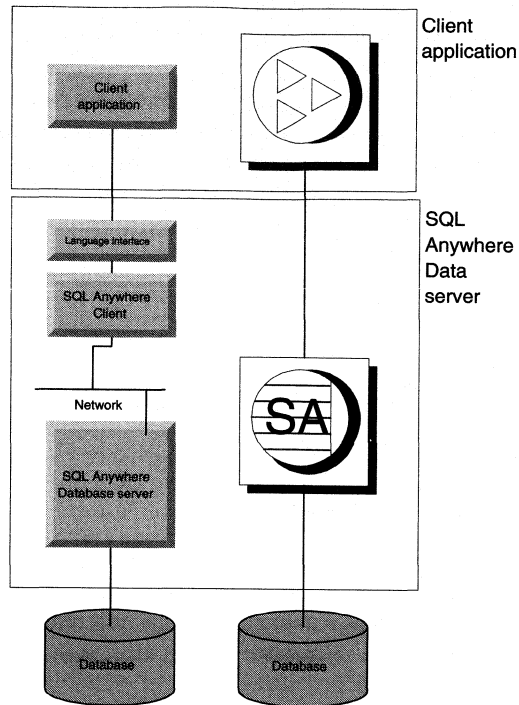 Client
application
Client
application
Language Interface
SQL Anywhere
Client
SQL
Anywhere
Data
server
Network
SA
SQL Anywhere
Database server
Database
Database